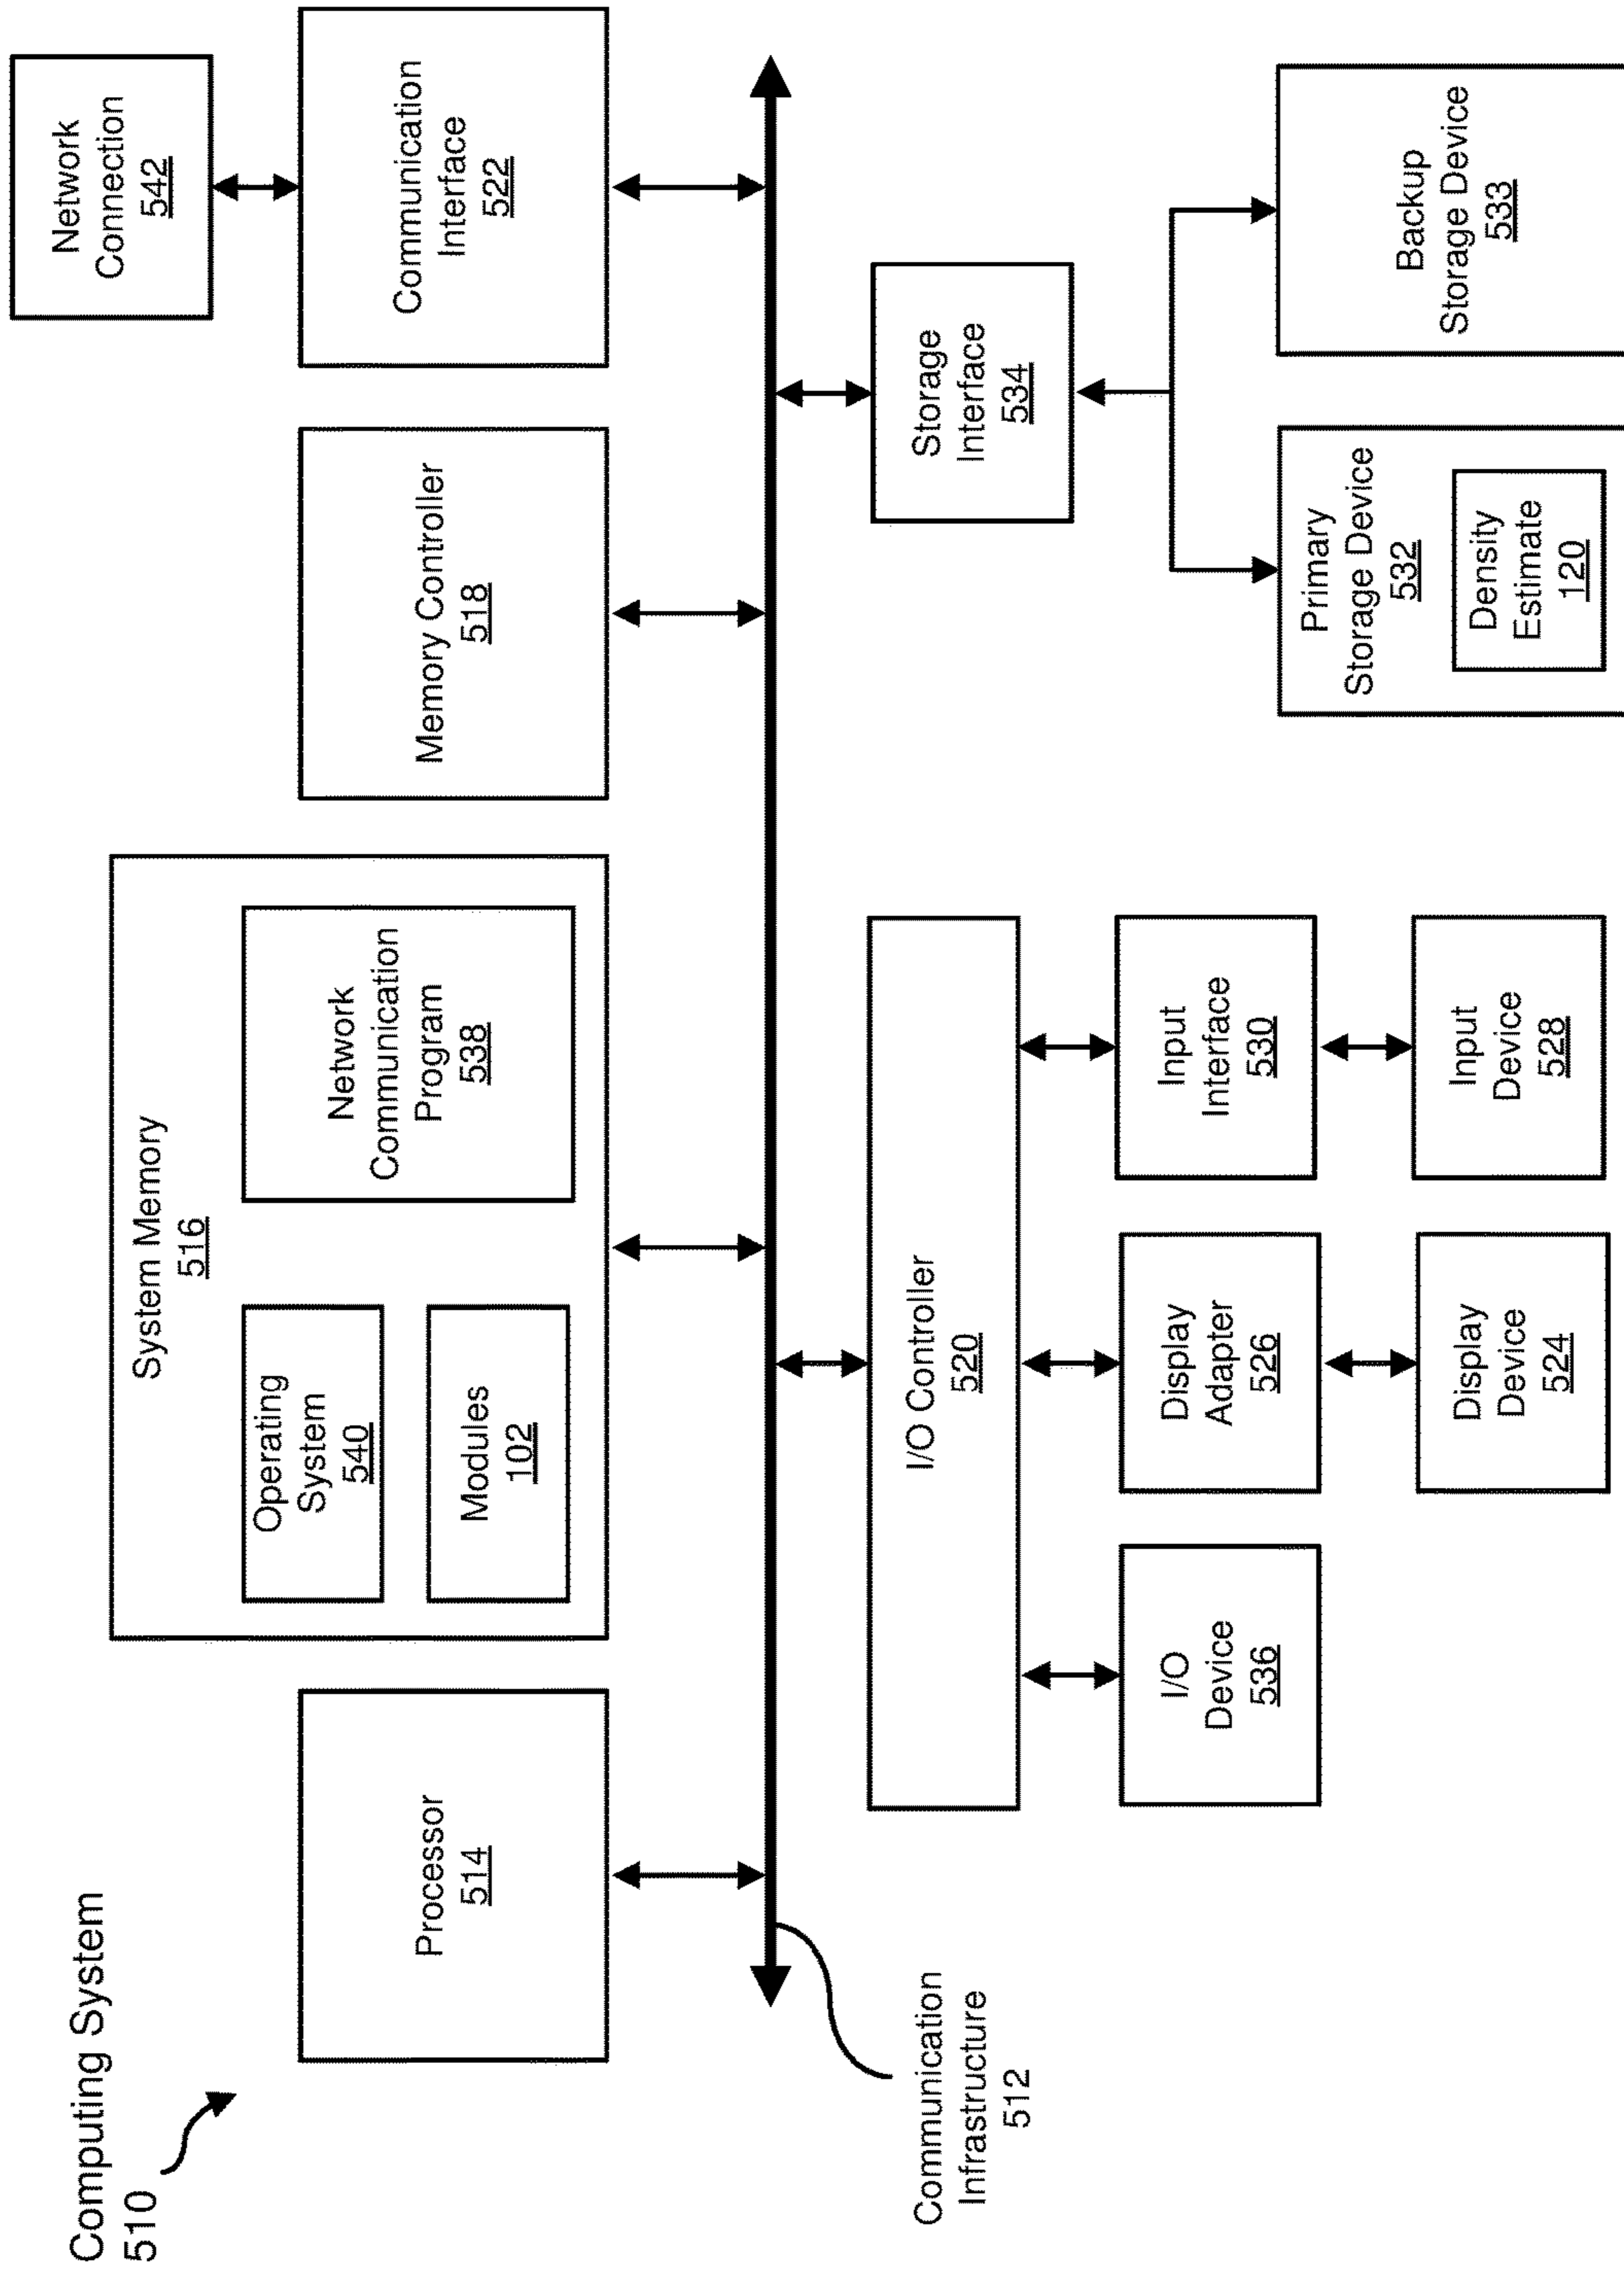 Computing System
510
Processor
514
System Memory
516
Operating
System
540
Modules
102
Network
Communication
Program
538
Memory Controller
518
Network
Connection
542
Communication
Interface
522
Communication
Infrastructure
512
I/O Controller
520
I/O
Device
536
Display
Adapter
526
Display
Device
524
Input
Interface
530
Input
Device
528
Storage
Interface
534
Primary
Storage Device
532
Density
Estimate
120
Backup
Storage Device
533